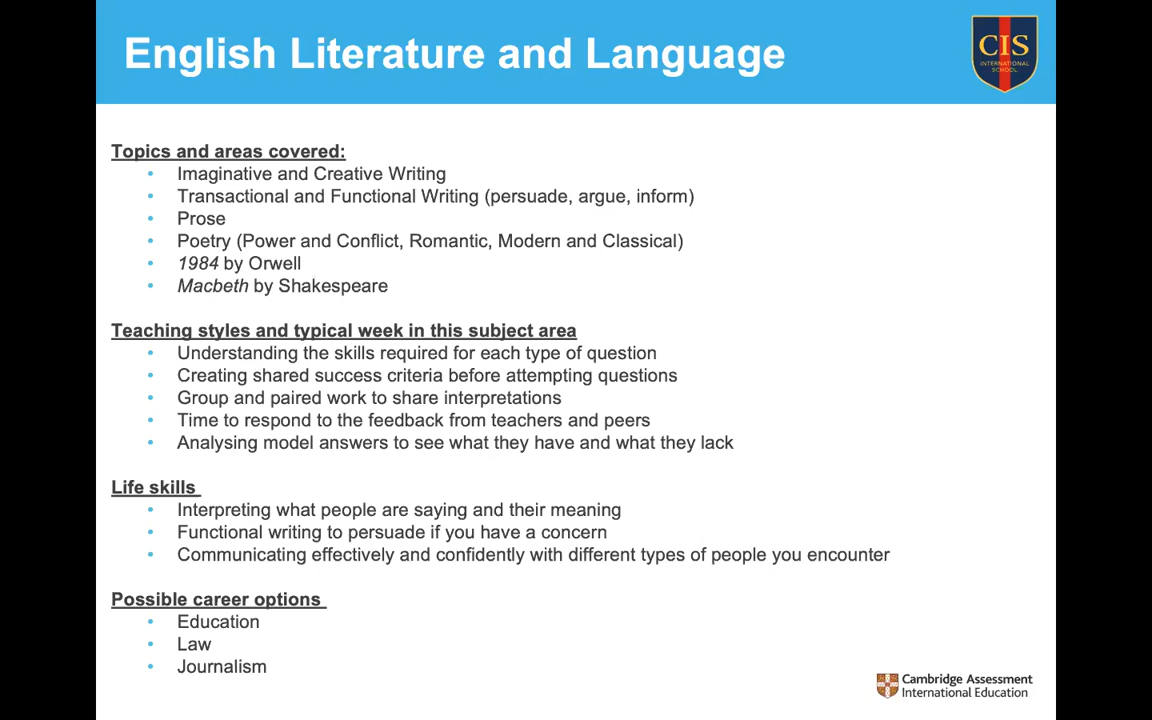 English Literature and Language
CIS
INTERNATIONAL
SCHOOL
Topics and areas covered:
• Imaginative and Creative Writing
• Transactional and Functional Writing (persuade, argue, inform)
• Prose
• Poetry (Power and Conflict, Romantic, Modern and Classical)
• 1984 by Orwell
• Macbeth by Shakespeare
Teaching styles and typical week in this subject area
• Understanding the skills required for each type of question
• Creating shared success criteria before attempting questions
• Group and paired work to share interpretations
• Time to respond to the feedback from teachers and peers
• Analysing model answers to see what they have and what they lack
Life skills
• Interpreting what people are saying and their meaning
• Functional writing to persuade if you have a concern
• Communicating effectively and confidently with different types of people you encounter
Possible career options
• Education
• Law
• Journalism
Cambridge Assessment
International Education